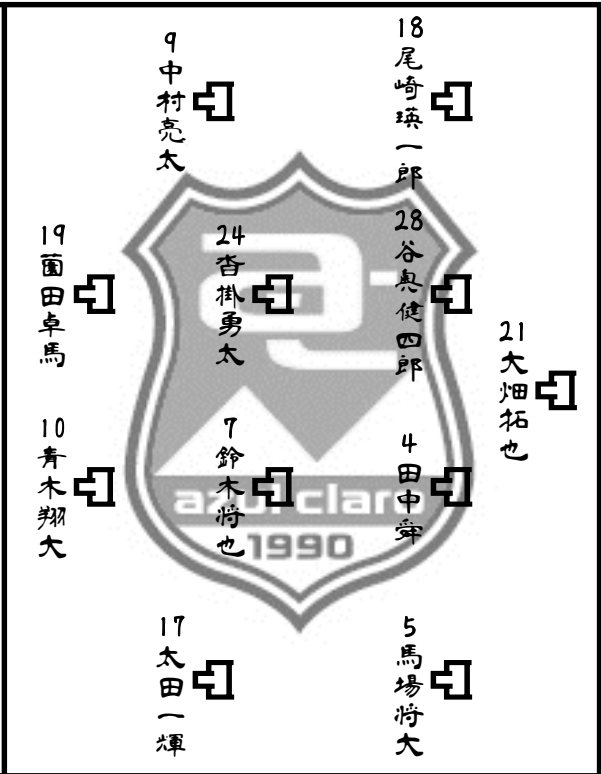 9 中村亮太
18 尾崎瑛一郎
19 薗田卓馬
24 沓掛勇太
28 谷奥健四郎
21 大畑拓也
10 青木翔大
7 鈴木将也
4 田中舜
17 太田一輝
5 馬場将大
ac
azul claro
1990